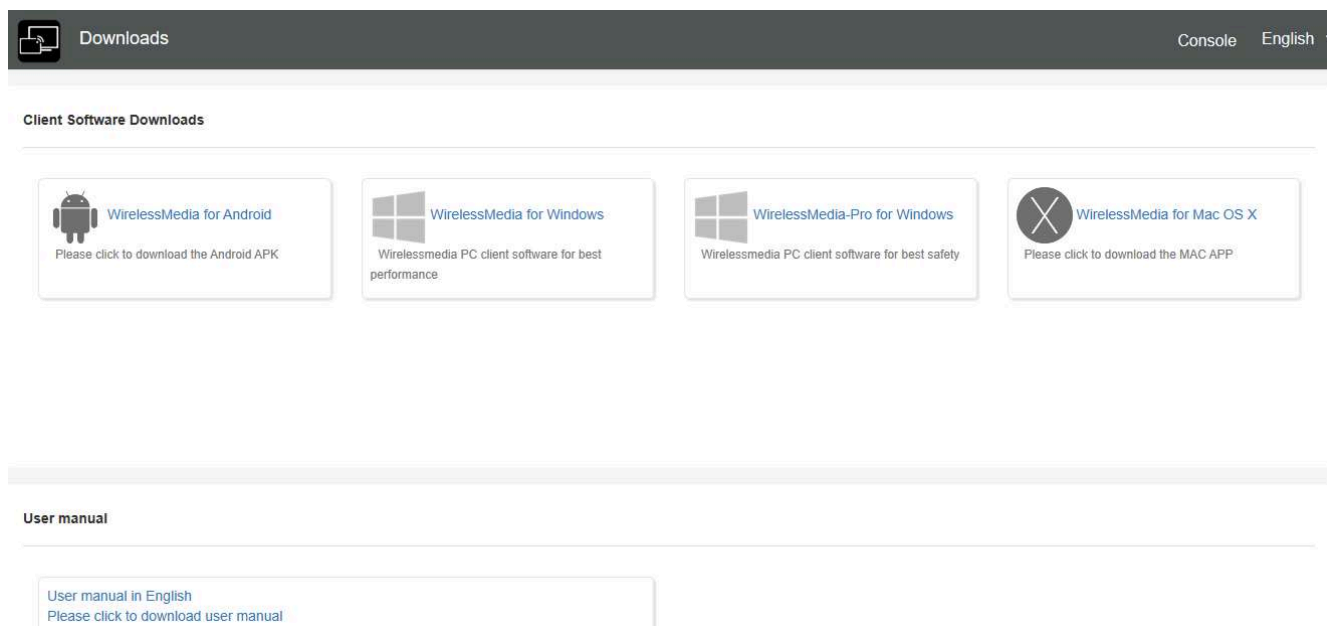 Downloads
Console
English
Client Software Downloads
WirelessMedia for Android
Please click to download the Android APK
WirelessMedia for Windows
Wirelessmedia PC client software for best
performance
WirelessMedia-Pro for Windows
Wirelessmedia PC client software for best safety
WirelessMedia for Mac OS X
Please click to download the MAC APP
User manual
User manual in English
Please click to download user manual